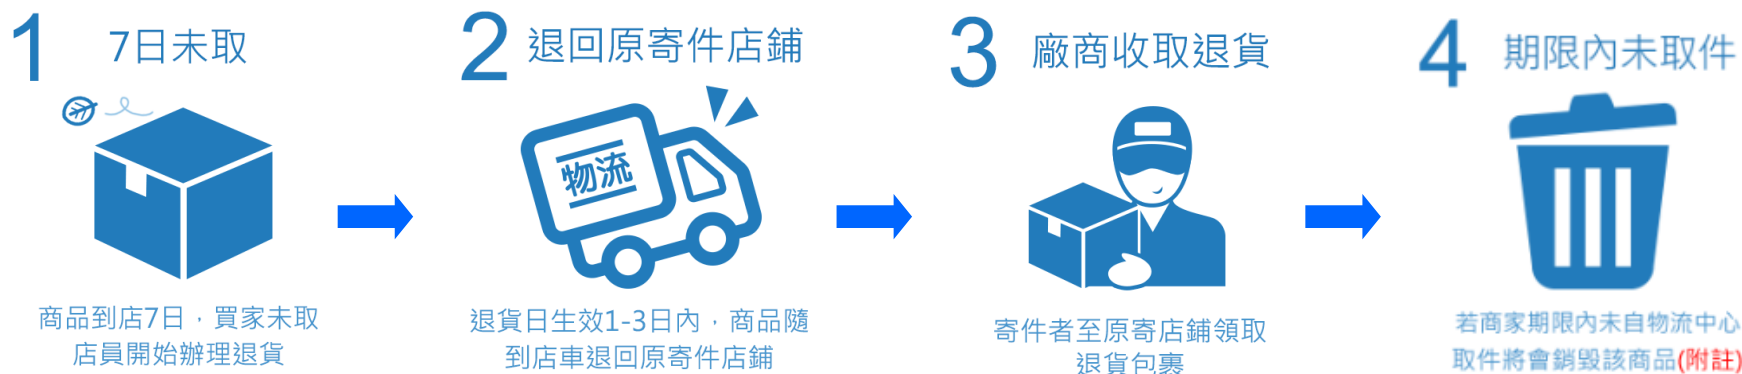 1
7日未取
商品到店7日，買家未取
店員開始辦理退貨
2
退回原寄件店鋪
物流
退貨日生效1-3日內，商品隨
到店車退回原寄件店鋪
3
廠商收取退貨
寄件者至原寄店鋪領取
退貨包裹
4
期限內未取件
若商家期限內未自物流中心
取件將會銷毀該商品(附註)